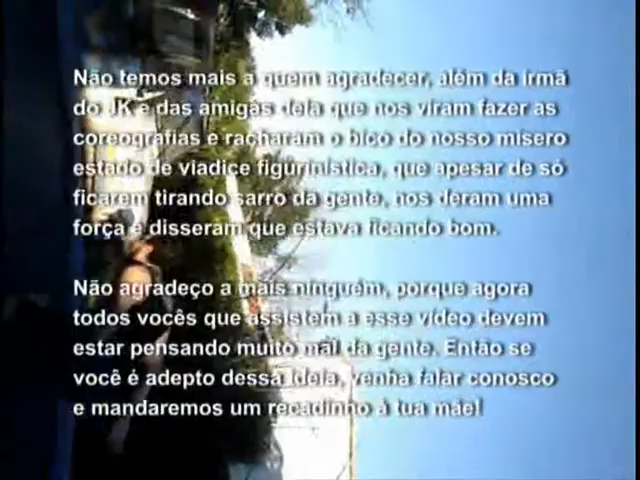 Não temos mais a quem agradecer, além da irmã
do JK e das amigas dela que nos viram fazer as
coreografias e racharam o bico do nosso mísero
estado de viadice figurinística, que apesar de só
ficarem tirando sarro da gente, nos deram uma
força e disseram que estava ficando bom.
Não agradeço a mais ninguém, porque agora
todos vocês que assistem a esse vídeo devem
estar pensando muito mal da gente. Então se
você é adepto dessa ideia, venha falar conosco
e mandaremos um recadinho à tua mãe!